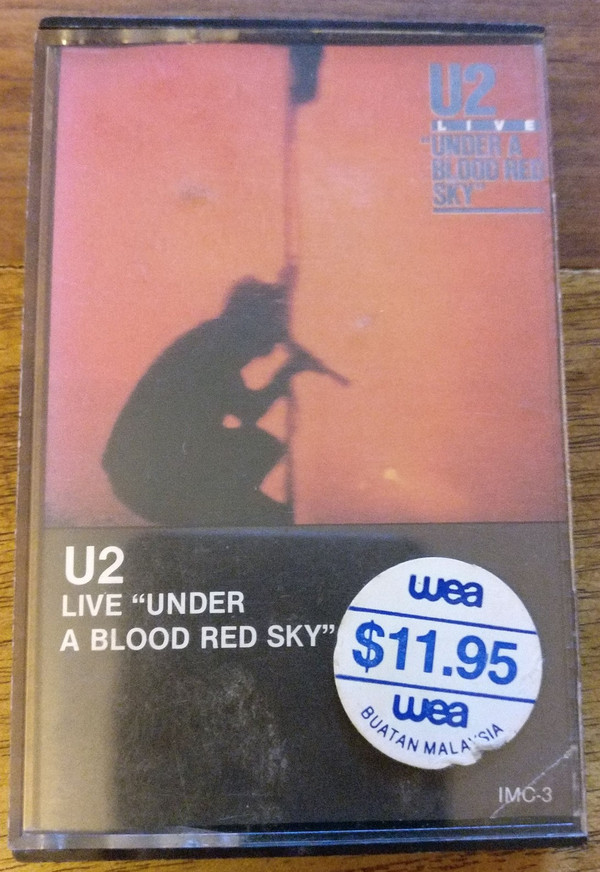 U2
LIVE
"UNDER A
BLOOD RED
SKY"
U2
LIVE “UNDER
A BLOOD RED SKY”
wea
$11.95
wea
BUATAN MALAYSIA
IMC-3